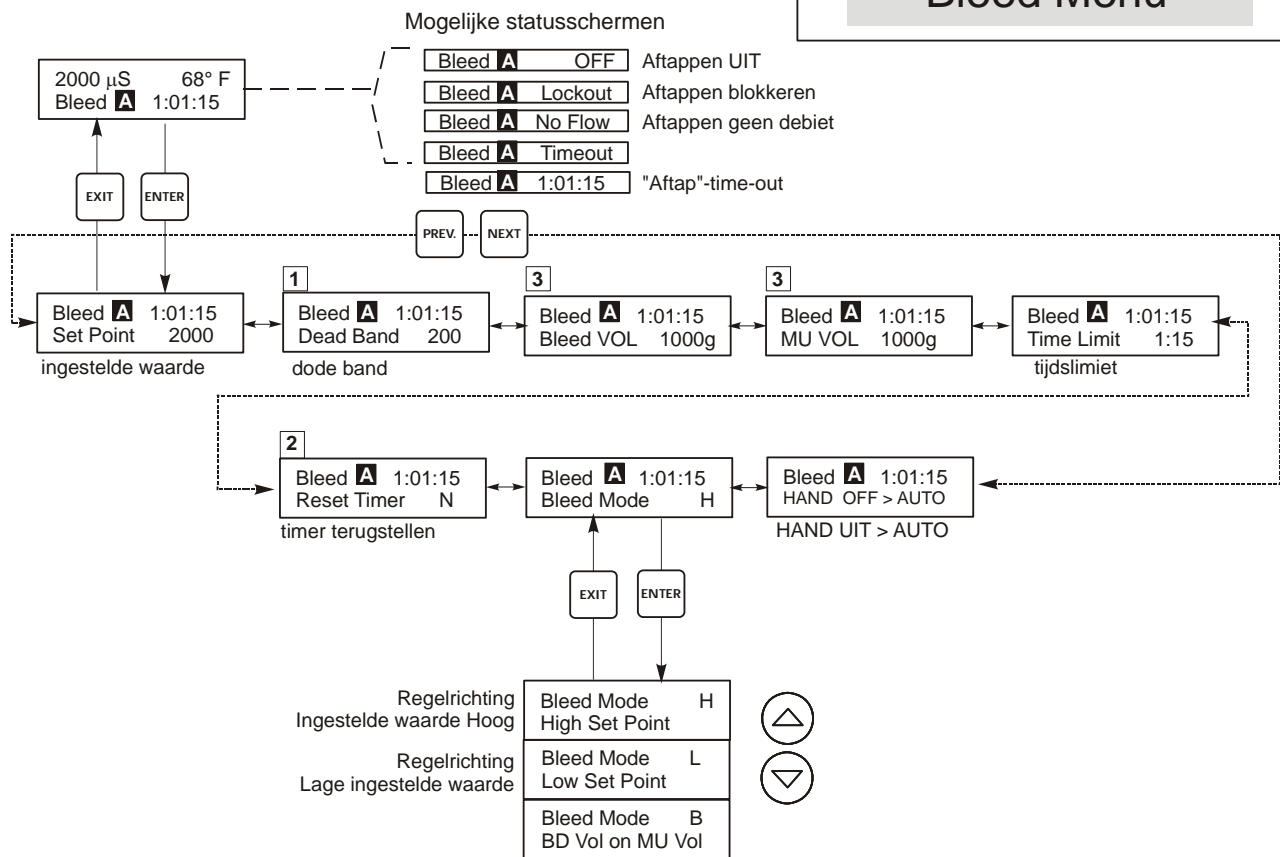 Bleed Menu
Mogelijke statusschermen
2000 µS 68° F
Bleed A 1:01:15
Bleed A OFF Aftappen UIT
Bleed A Lockout Aftappen blokkeren
Bleed A No Flow Aftappen geen debiet
Bleed A Timeout
Bleed A 1:01:15 "Aftap"-time-out
EXIT ENTER
PREV. NEXT
1
3
3
Bleed A 1:01:15
Set Point 2000
ingestelde waarde
Bleed A 1:01:15
Dead Band 200
dode band
Bleed A 1:01:15
Bleed VOL 1000g
Bleed A 1:01:15
MU VOL 1000g
Bleed A 1:01:15
Time Limit 1:15
tijdslimiet
2
Bleed A 1:01:15
Reset Timer N
timer terugstellen
Bleed A 1:01:15
Bleed Mode H
Bleed A 1:01:15
HAND OFF > AUTO
HAND UIT > AUTO
EXIT ENTER
Regelrichting
Ingestelde waarde Hoog
Bleed Mode H
High Set Point
Regelrichting
Lage ingestelde waarde
Bleed Mode L
Low Set Point
Bleed Mode B
BD Vol on MU Vol